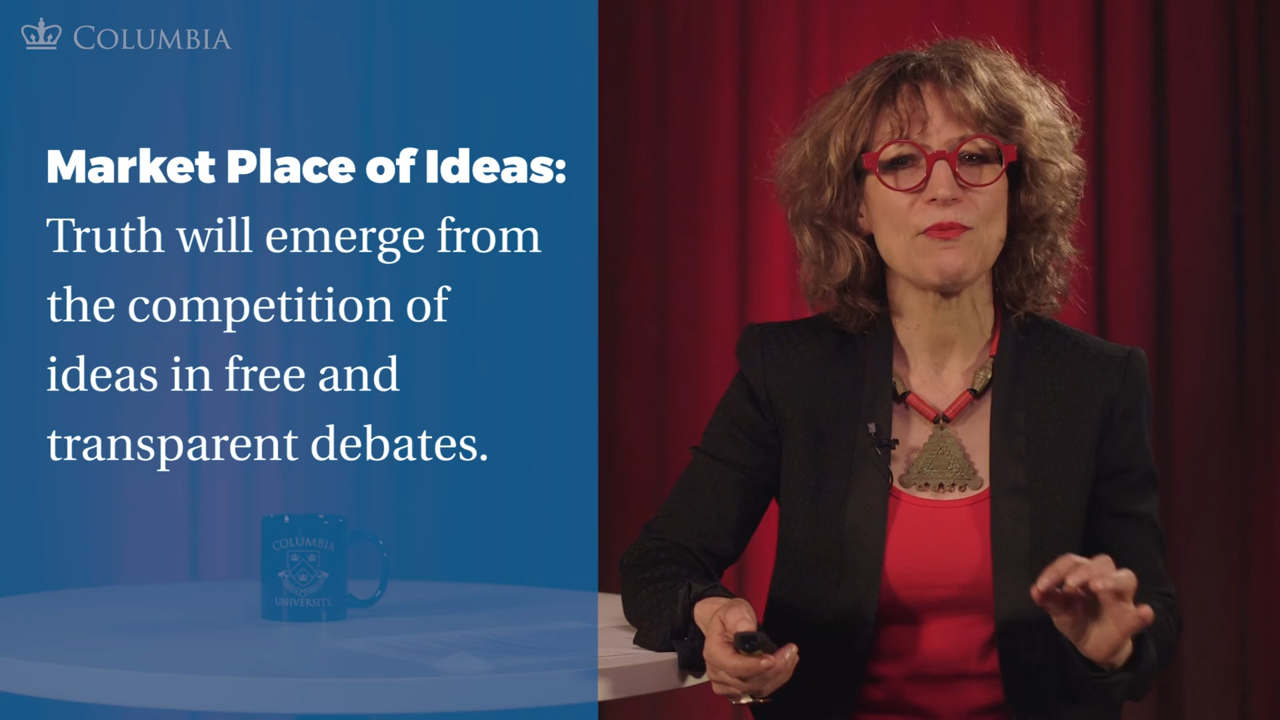 COLUMBIA
Market Place of Ideas:
Truth will emerge from
the competition of
ideas in free and
transparent debates.
COLUMBIA
UNIVERSITY